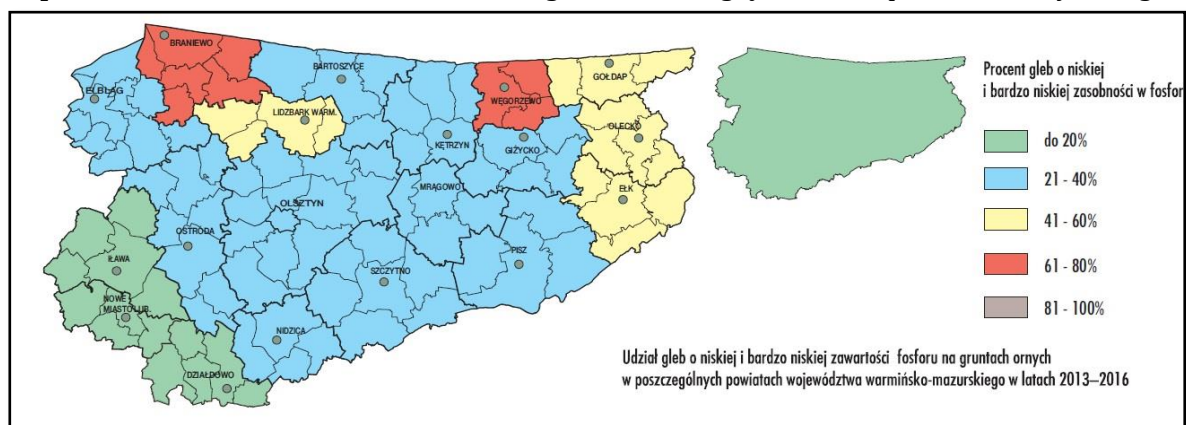 BRANIEWO
BARTOSZYCE
GOŁDAP
ELBLĄG
WĘGORZEWO
LIDZBARK WARM.
OLECKO
KĘTRZYN
GIŻYCKO
MRĄGOWO
EŁK
OLSZTYN
OSTRÓDA
PISZ
IŁAWA
SZCZYTNO
NOWE
MIASTO LUB.
NIDZICA
DZIAŁDOWO
Procent gleb o niskiej
i bardzo niskiej zasobności w fosfor
do 20%
21 - 40%
41 - 60%
61 - 80%
81 - 100%
Udział gleb o niskiej i bardzo niskiej zawartości fosforu na gruntach ornych
w poszczególnych powiatach województwa warmińsko-mazurskiego w latach 2013–2016